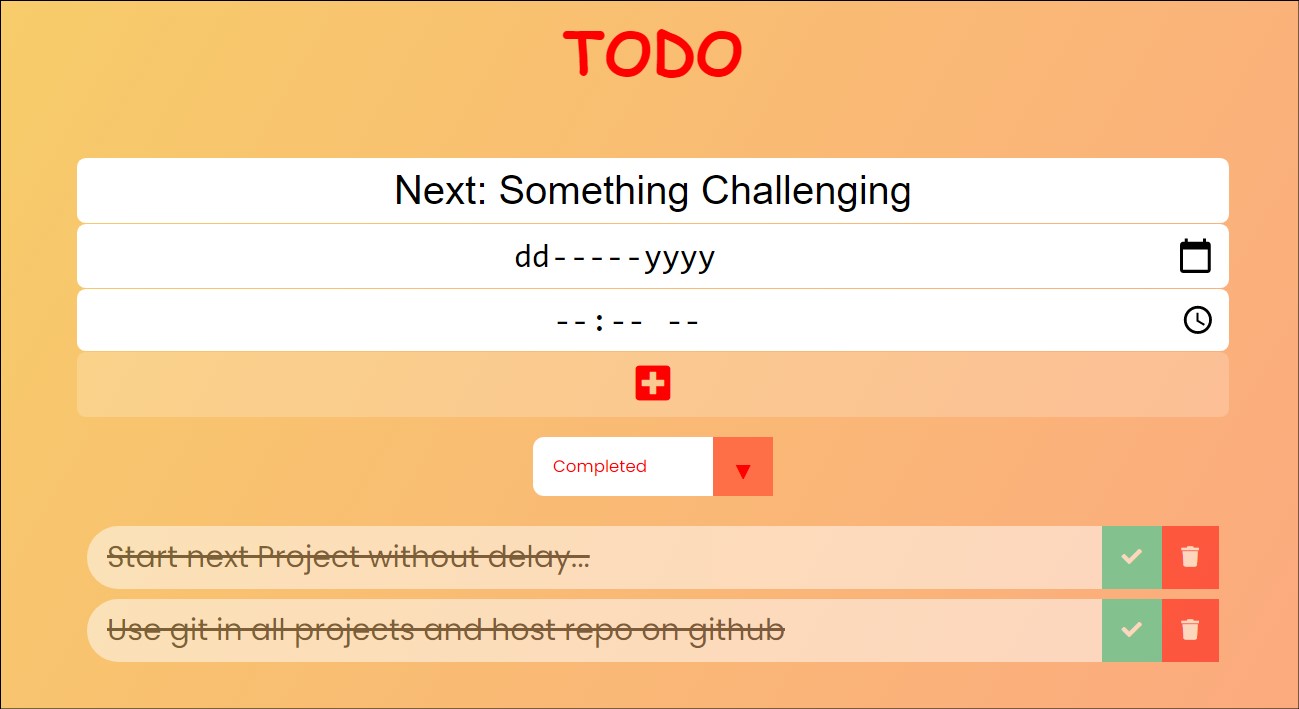 TODO
Next: Something Challenging
dd-----yyyy
--:-- --
Completed
Start next Project without delay...
Use git in all projects and host repo on github